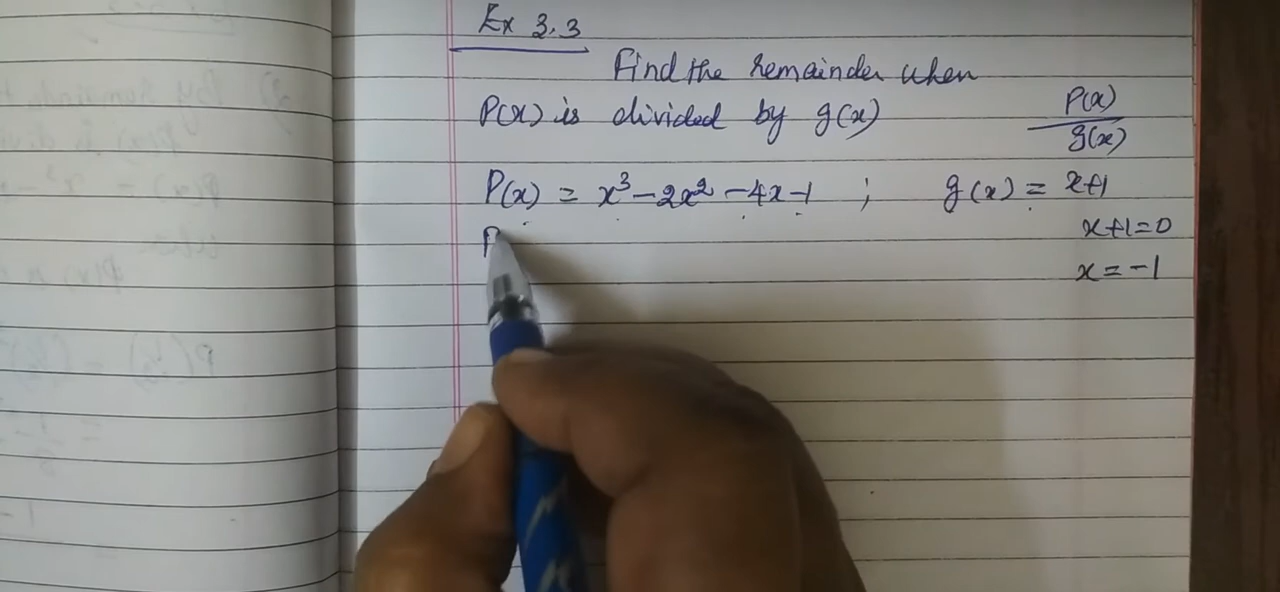 Ex 3.3
Find the remainder when
P(x) is divided by g(x)
P(x)
g(x)
P(x) = x³ - 2x² - 4x - 1 ; g(x) = x+1
x+1=0
x = -1
P